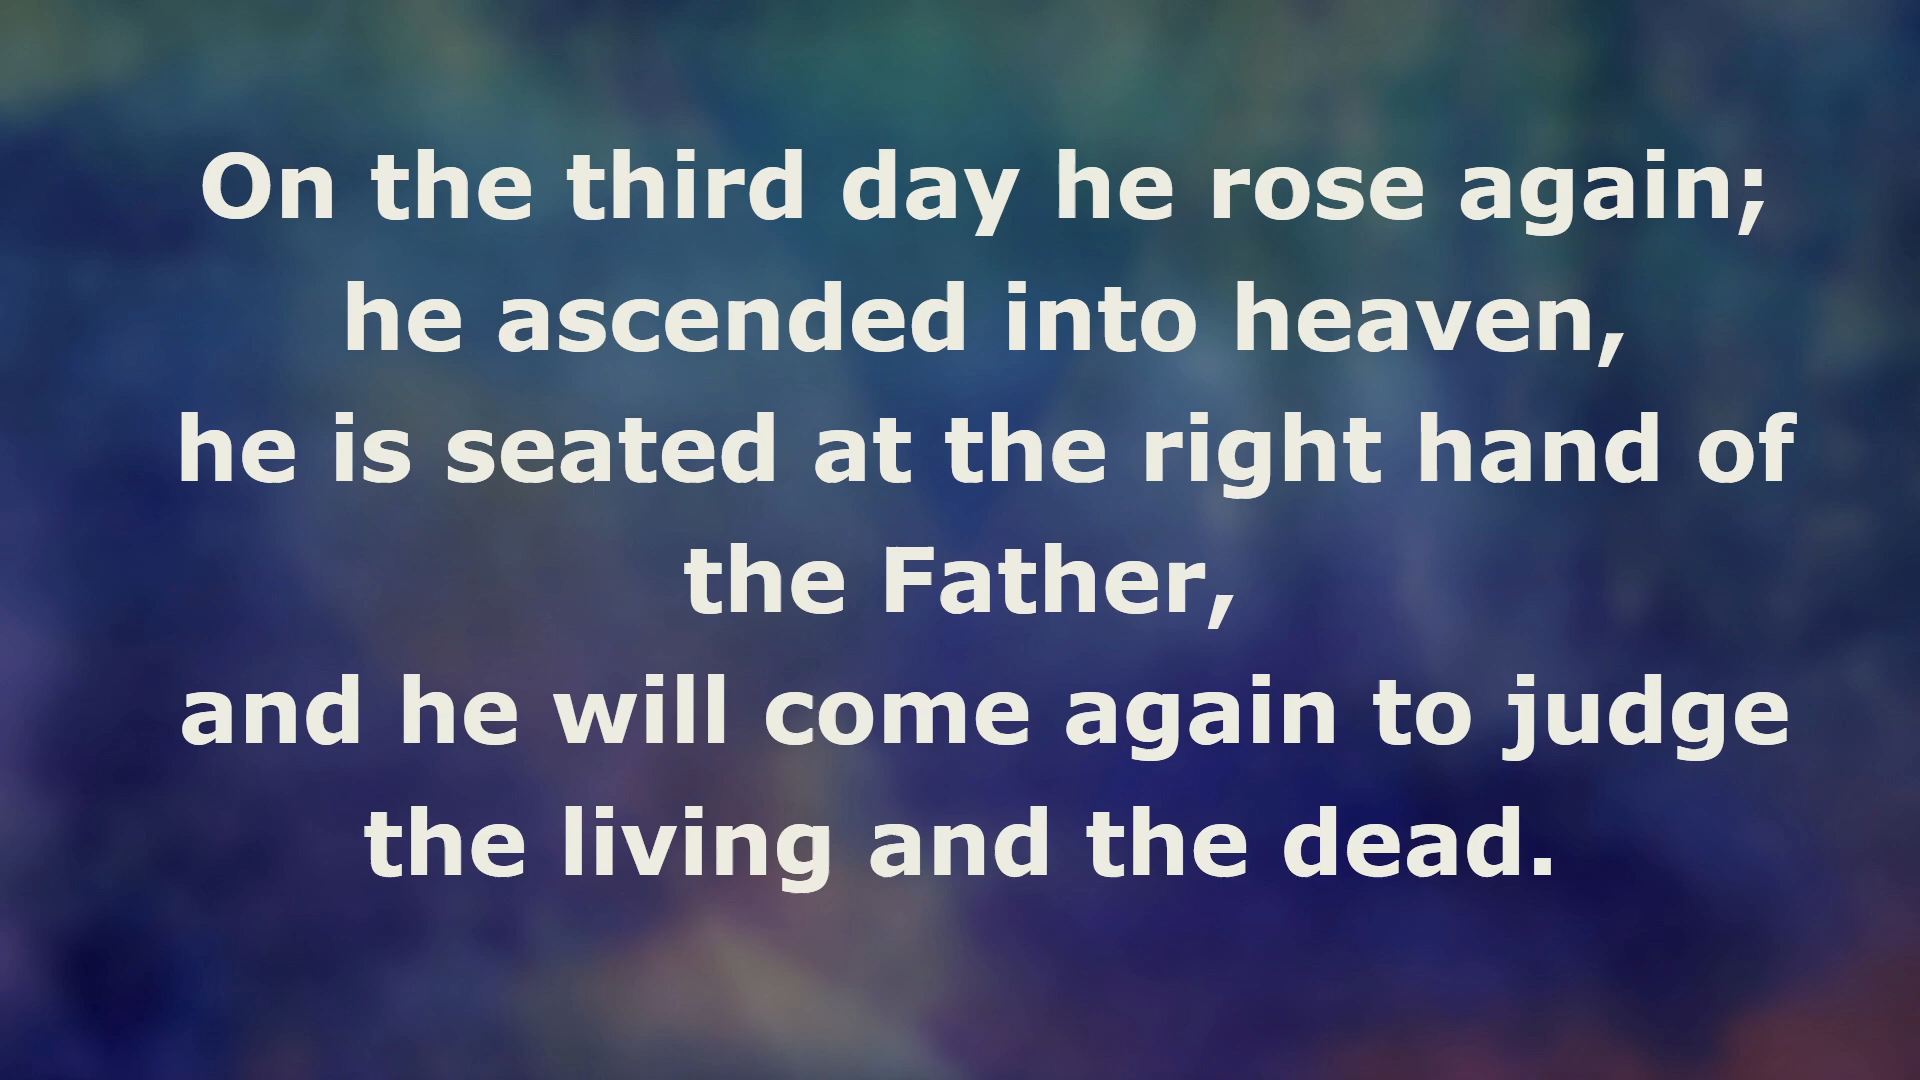 On the third day he rose again;
he ascended into heaven,
he is seated at the right hand of
the Father,
and he will come again to judge
the living and the dead.